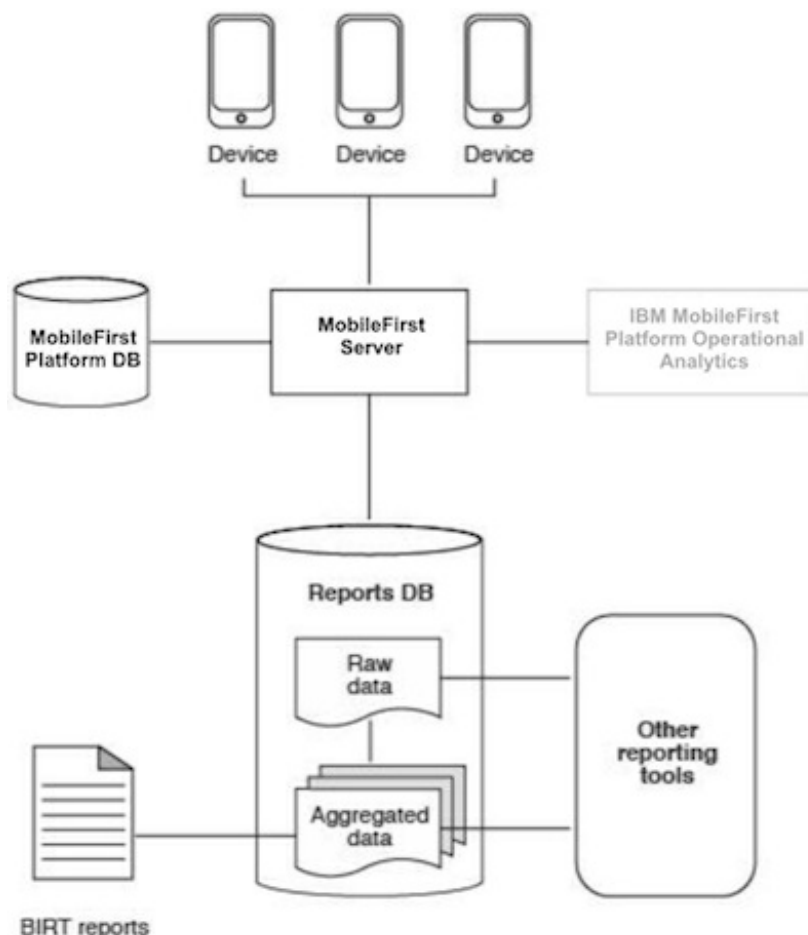 Device
Device
Device
MobileFirst
Platform DB
MobileFirst
Server
IBM MobileFirst
Platform Operational
Analytics
Reports DB
Raw
data
Other
reporting
tools
Aggregated
data
BIRT reports